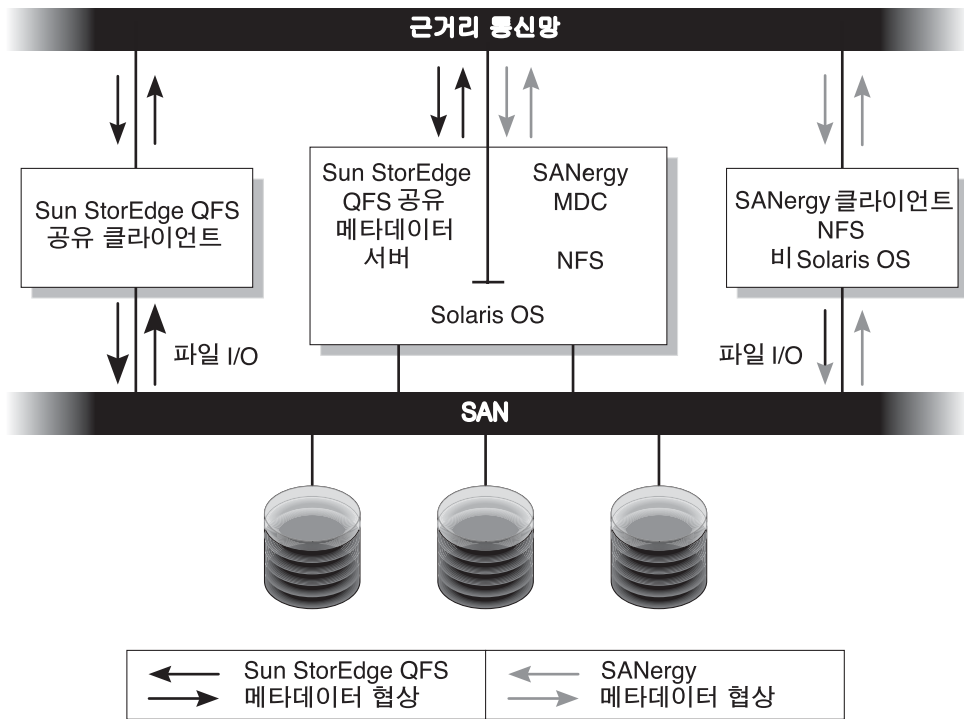 근거리 통신망
Sun StorEdge QFS
공유 클라이언트
Sun StorEdge
QFS 공유
메타데이터
서버
SANergy
MDC
NFS
Solaris OS
SANergy 클라이언트
NFS
비 Solaris OS
파일 I/O
파일 I/O
SAN
Sun StorEdge QFS
메타데이터 협상
SANergy
메타데이터 협상